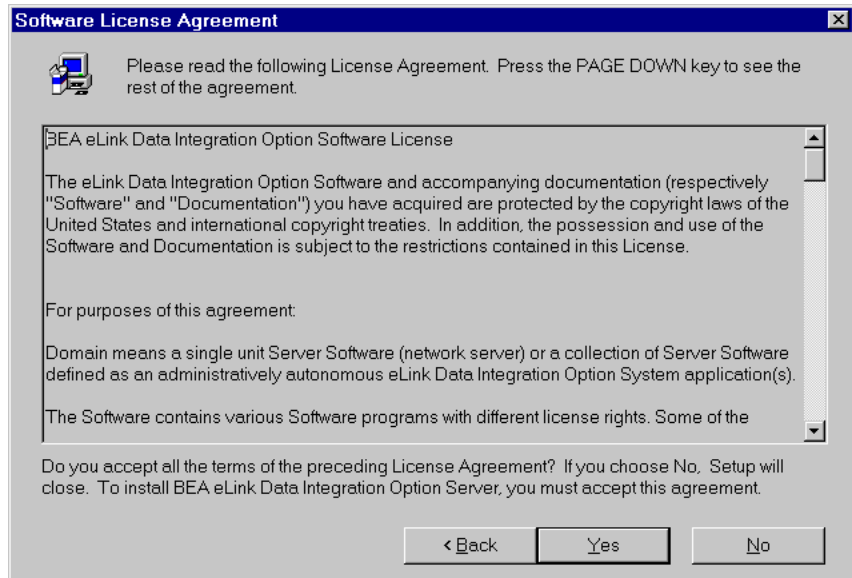 Software License Agreement
Please read the following License Agreement. Press the PAGE DOWN key to see the
rest of the agreement.
BEA eLink Data Integration Option Software License
The eLink Data Integration Option Software and accompanying documentation (respectively
"Software" and "Documentation") you have acquired are protected by the copyright laws of the
United States and international copyright treaties. In addition, the possession and use of the
Software and Documentation is subject to the restrictions contained in this License.
For purposes of this agreement:
Domain means a single unit Server Software (network server) or a collection of Server Software
defined as an administratively autonomous eLink Data Integration Option System application(s).
The Software contains various Software programs with different license rights. Some of the
Do you accept all the terms of the preceding License Agreement? If you choose No, Setup will
close. To install BEA eLink Data Integration Option Server, you must accept this agreement.
< Back
Yes
No